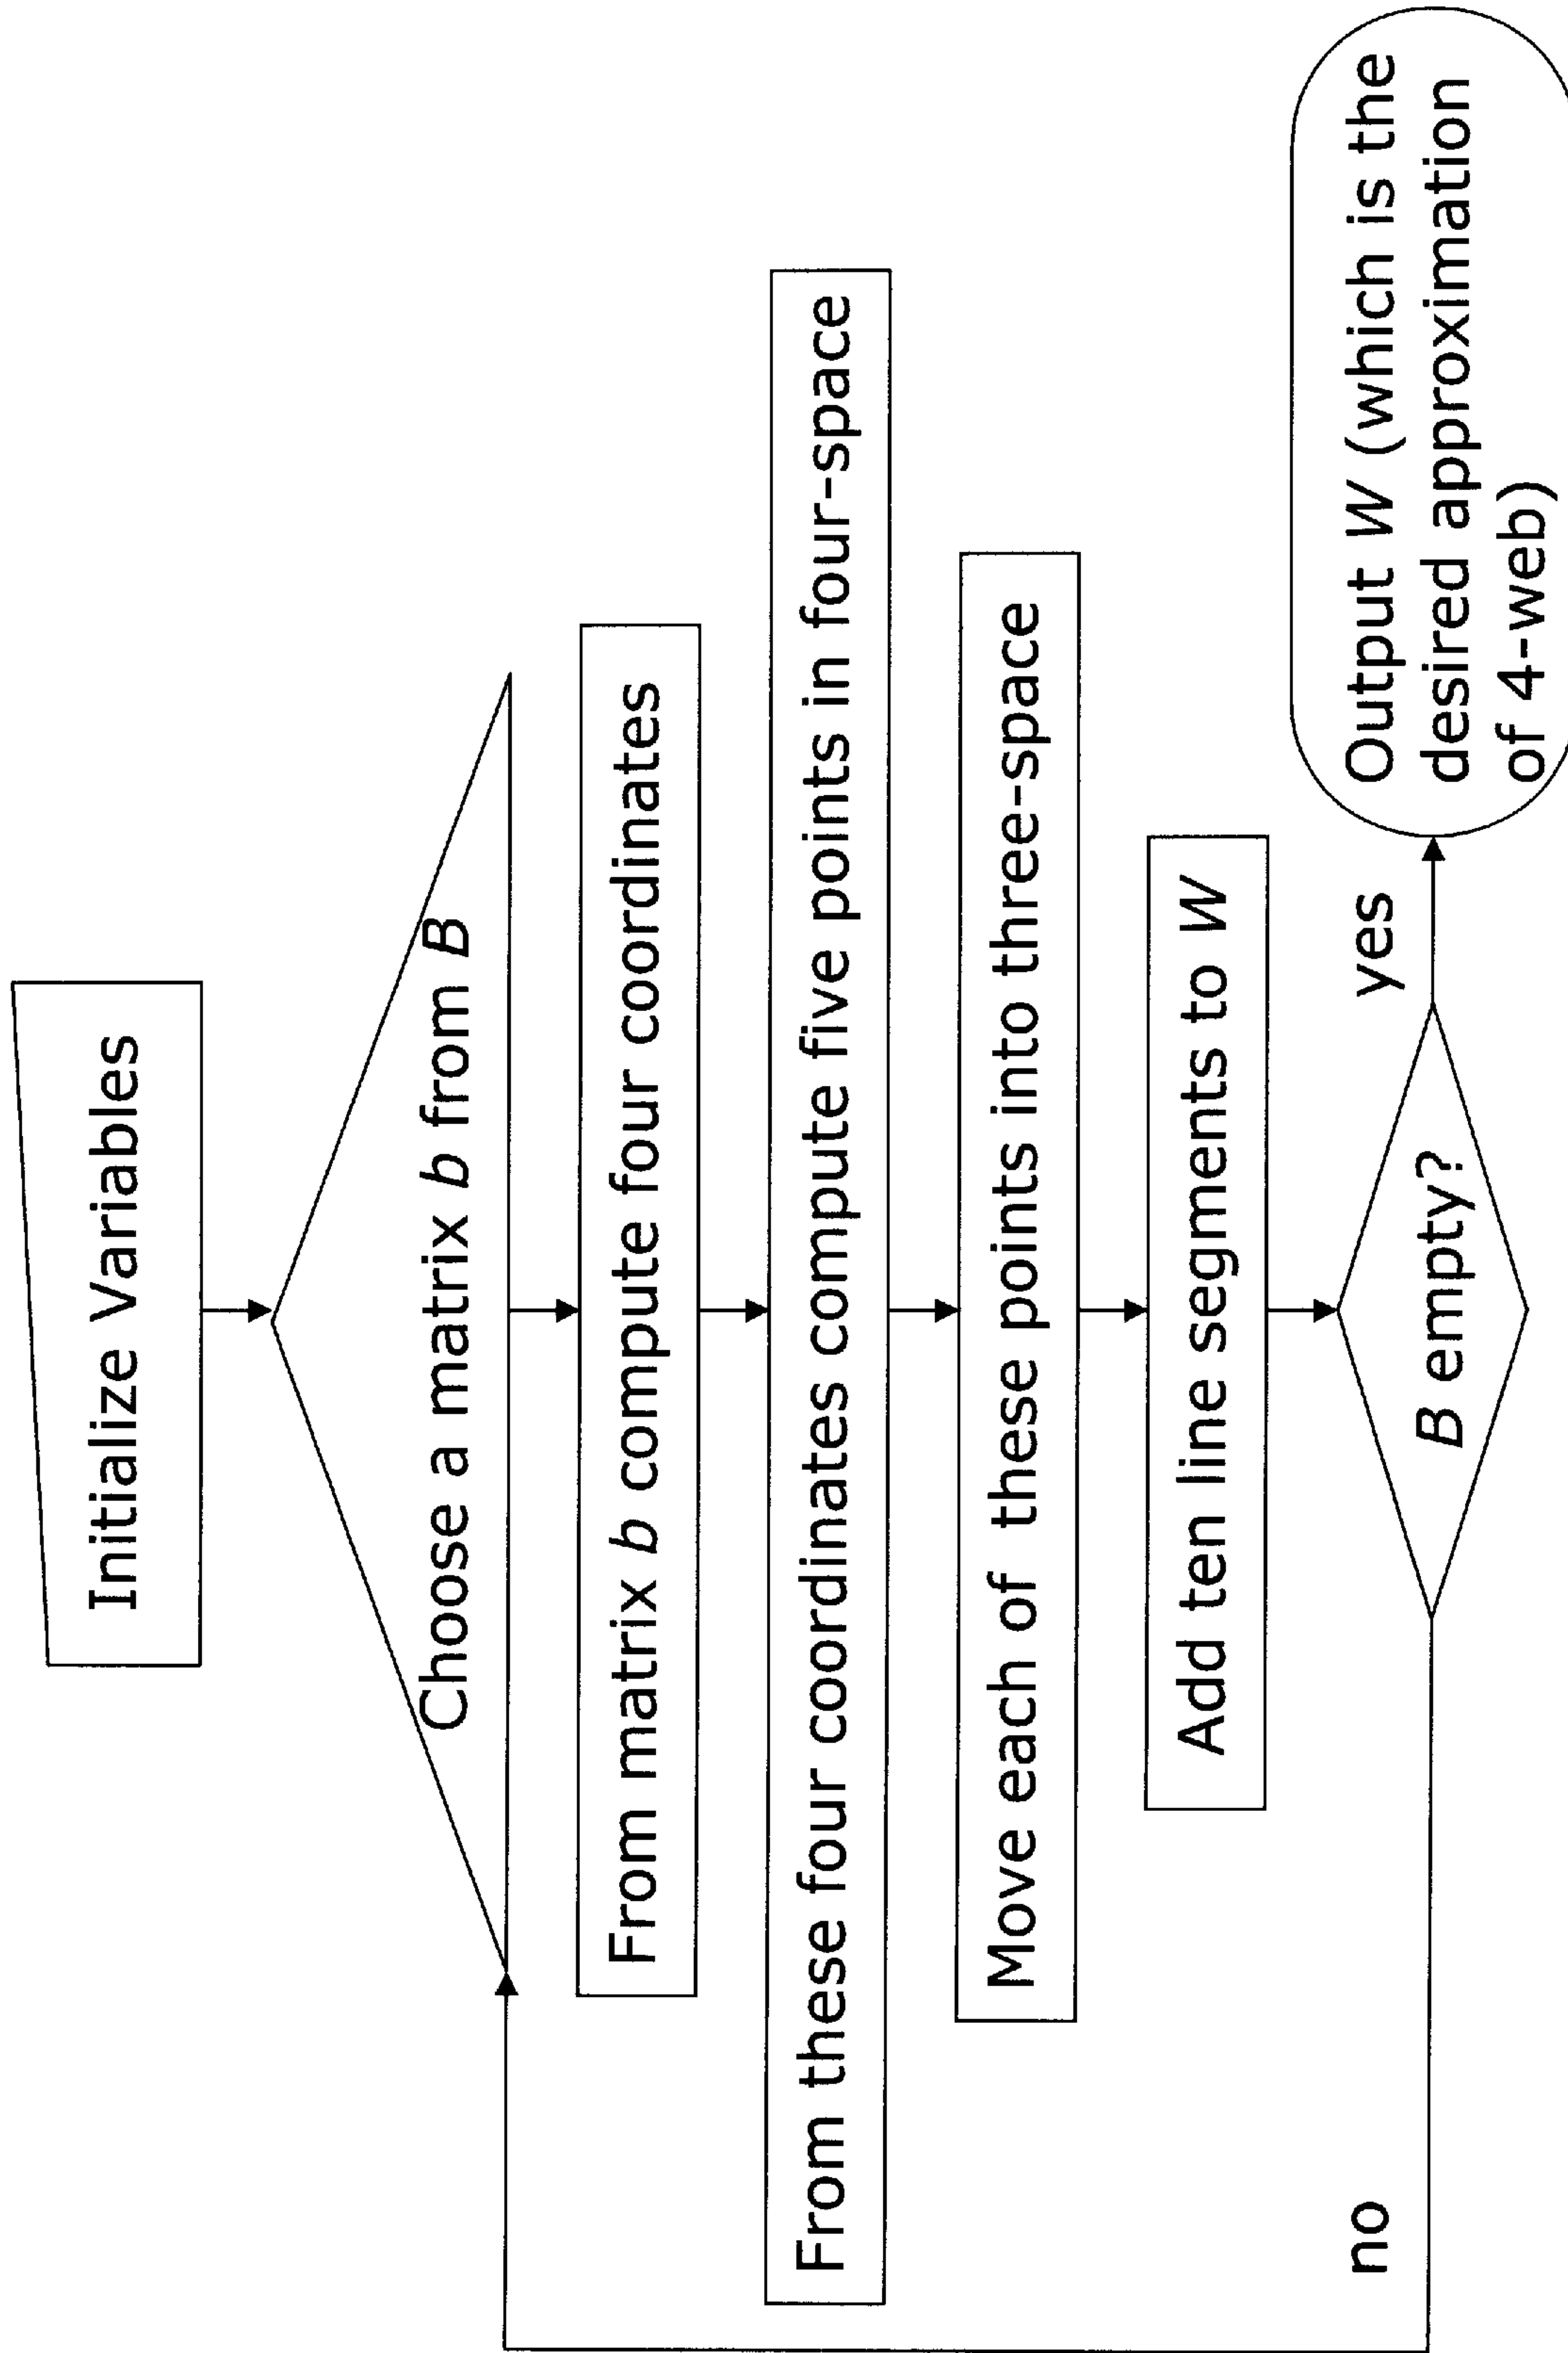 Initialize Variables
Choose a matrix b from B
From matrix b compute four coordinates
From these four coordinates compute five points in four-space
Move each of these points into three-space
Add ten line segments to W
B empty?
yes
no
Output W (which is the
desired approximation
of 4-web)